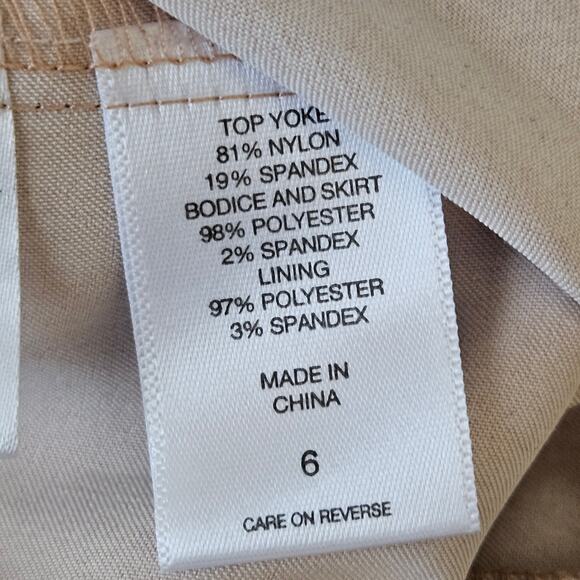 TOP YOKE
81% NYLON
19% SPANDEX
BODICE AND SKIRT
98% POLYESTER
2% SPANDEX
LINING
97% POLYESTER
3% SPANDEX
MADE IN
CHINA
6
CARE ON REVERSE